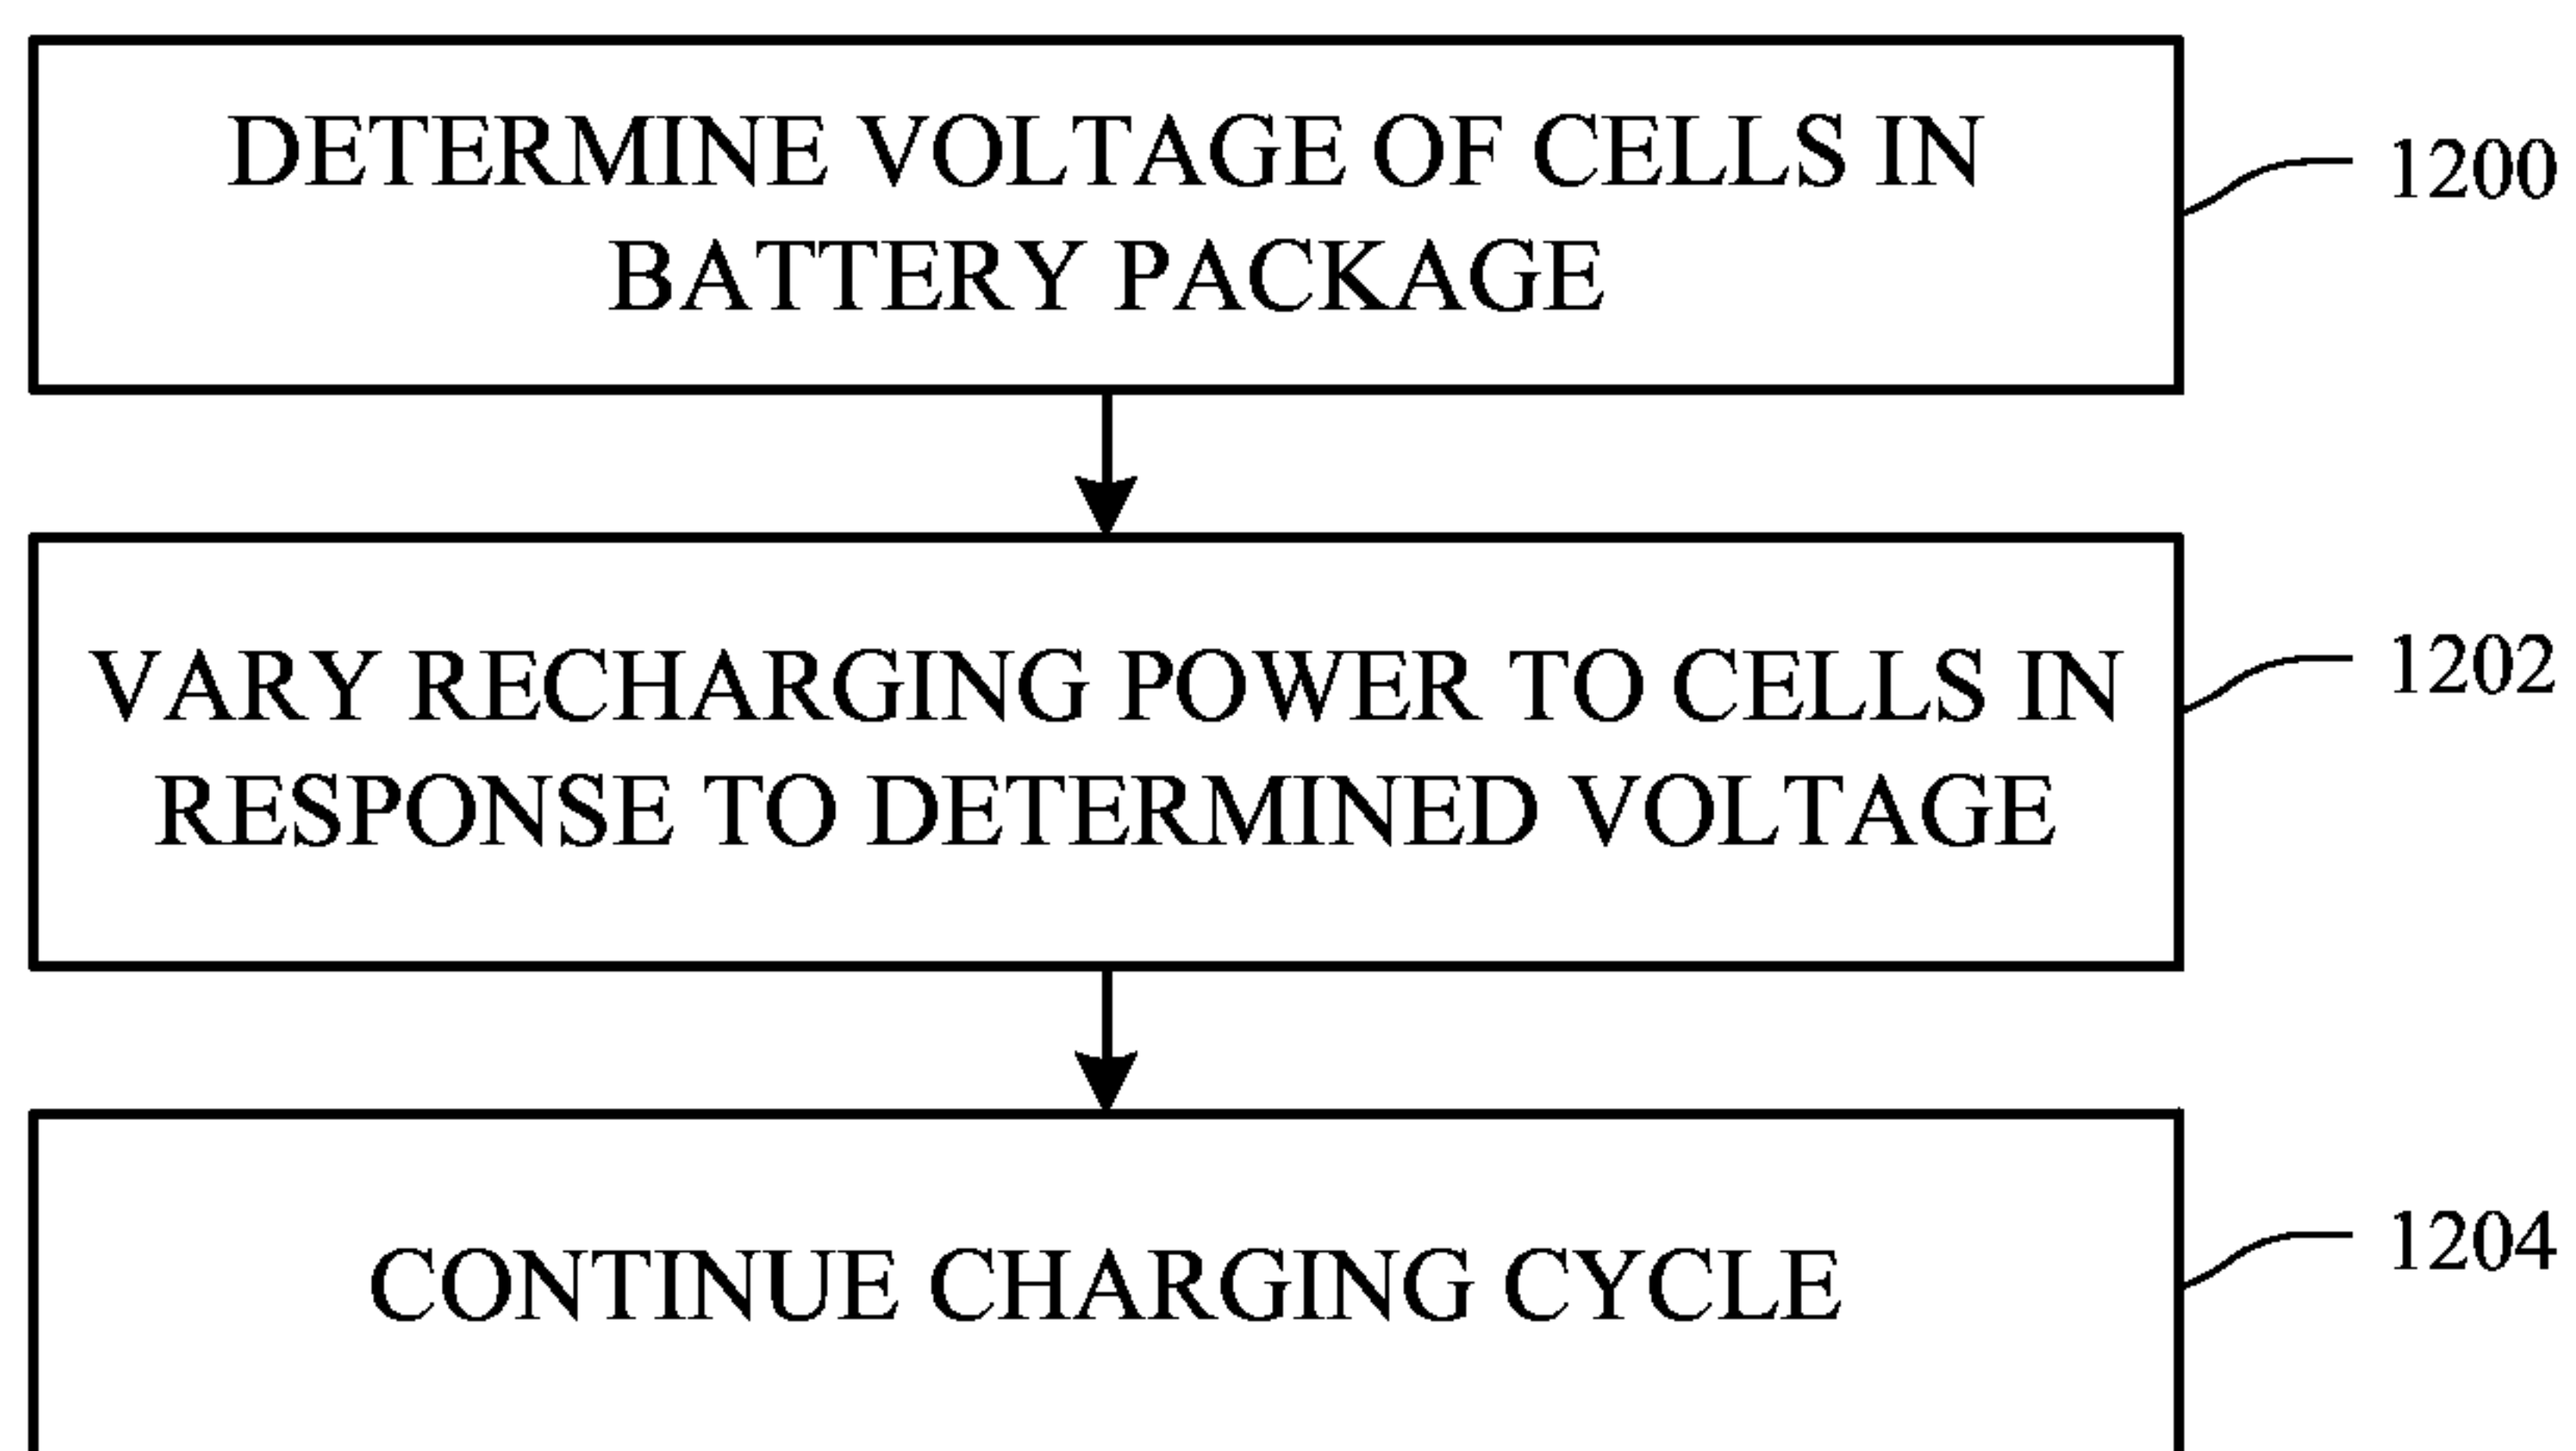 DETERMINE VOLTAGE OF CELLS IN
BATTERY PACKAGE
1200
VARY RECHARGING POWER TO CELLS IN
RESPONSE TO DETERMINED VOLTAGE
1202
CONTINUE CHARGING CYCLE
1204